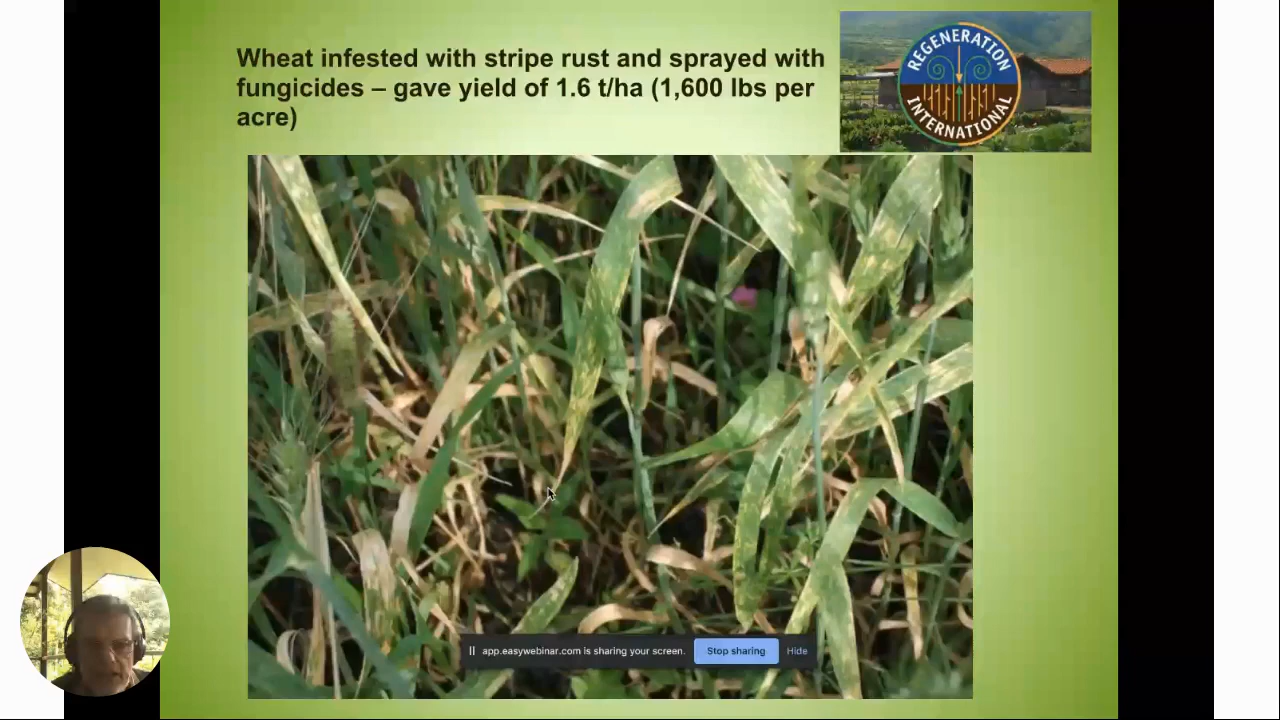 Wheat infested with stripe rust and sprayed with
fungicides – gave yield of 1.6 t/ha (1,600 lbs per
acre)
REGENERATION
INTERNATIONAL
app.easywebinar.com is sharing your screen. Stop sharing Hide